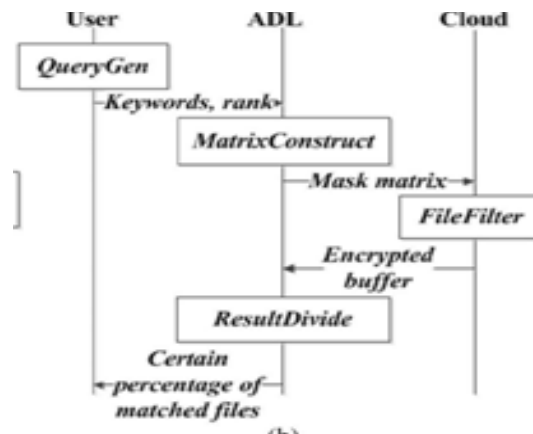 User ADL Cloud
QueryGen
Keywords, rank
MatrixConstruct
Mask matrix
FileFilter
Encrypted
buffer
ResultDivide
Certain
percentage of
matched files